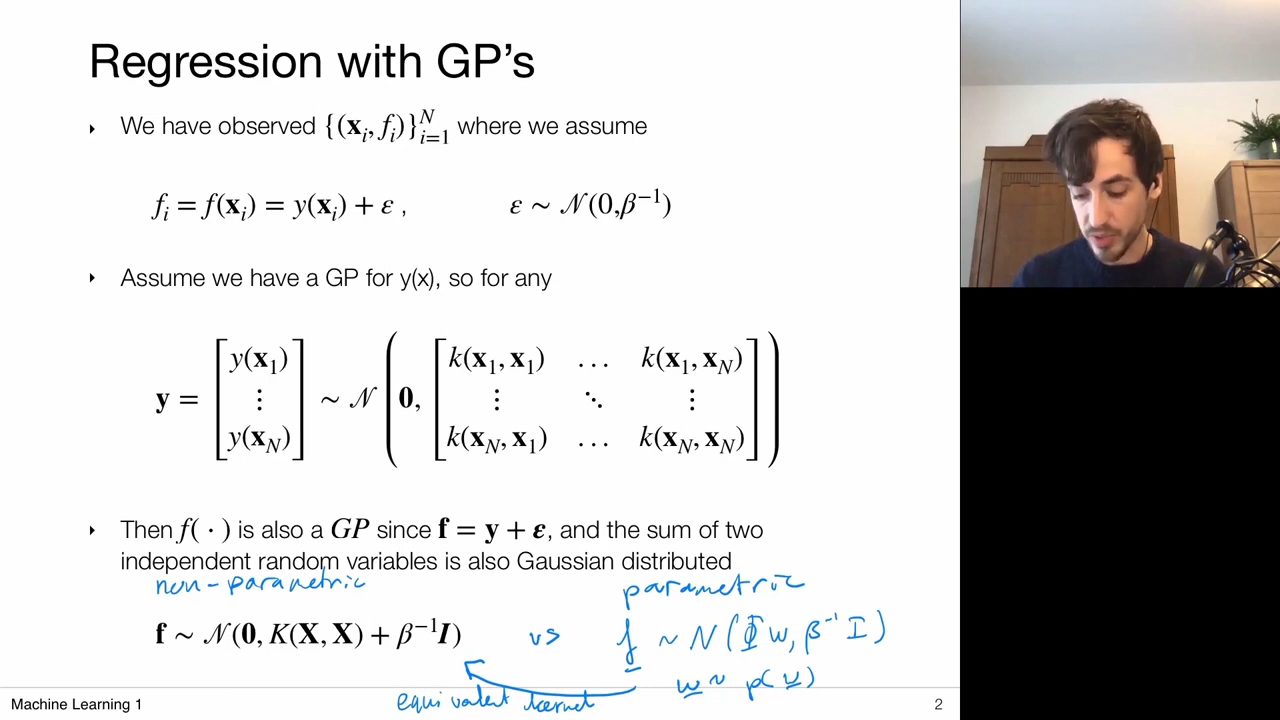 Regression with GP's
We have observed {(x_i, f_i)}_{i=1}^N where we assume
f_i = f(x_i) = y(x_i) + ε , ε ~ 𝒩(0,β⁻¹)
Assume we have a GP for y(x), so for any
y = [y(x_1) ⋮ y(x_N)] ~ 𝒩(0, [k(x_1, x_1) … k(x_1, x_N) ⋮ ⋱ ⋮ k(x_N, x_1) … k(x_N, x_N)])
Then f( · ) is also a GP since f = y + ε, and the sum of two
independent random variables is also Gaussian distributed
non-parametric parametric
f ~ 𝒩(0, K(X, X) + β⁻¹I) vs f ~ N(Φw, β⁻¹I)
w ~ p(w)
equivalent kernel
Machine Learning 1 2